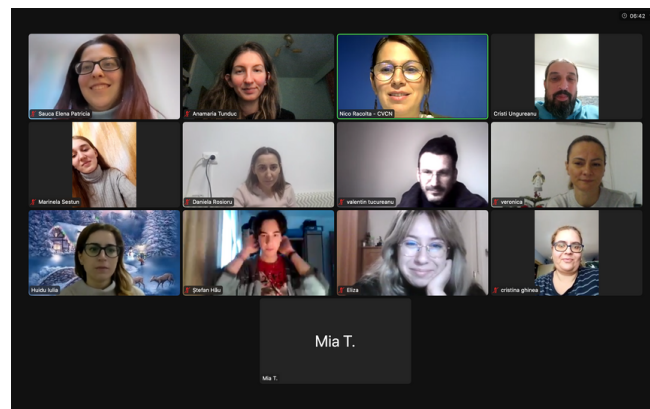 06:42
Sauca Elena Patricia
Anamaria Tunduc
Nico Racolta - CVCN
Cristi Ungureanu
Marinela Sestun
Daniela Rosioru
valentin tucureanu
veronica
Huidu Iulia
Ștefan Hău
Eliza
cristina ghinea
Mia T.
Mia T.